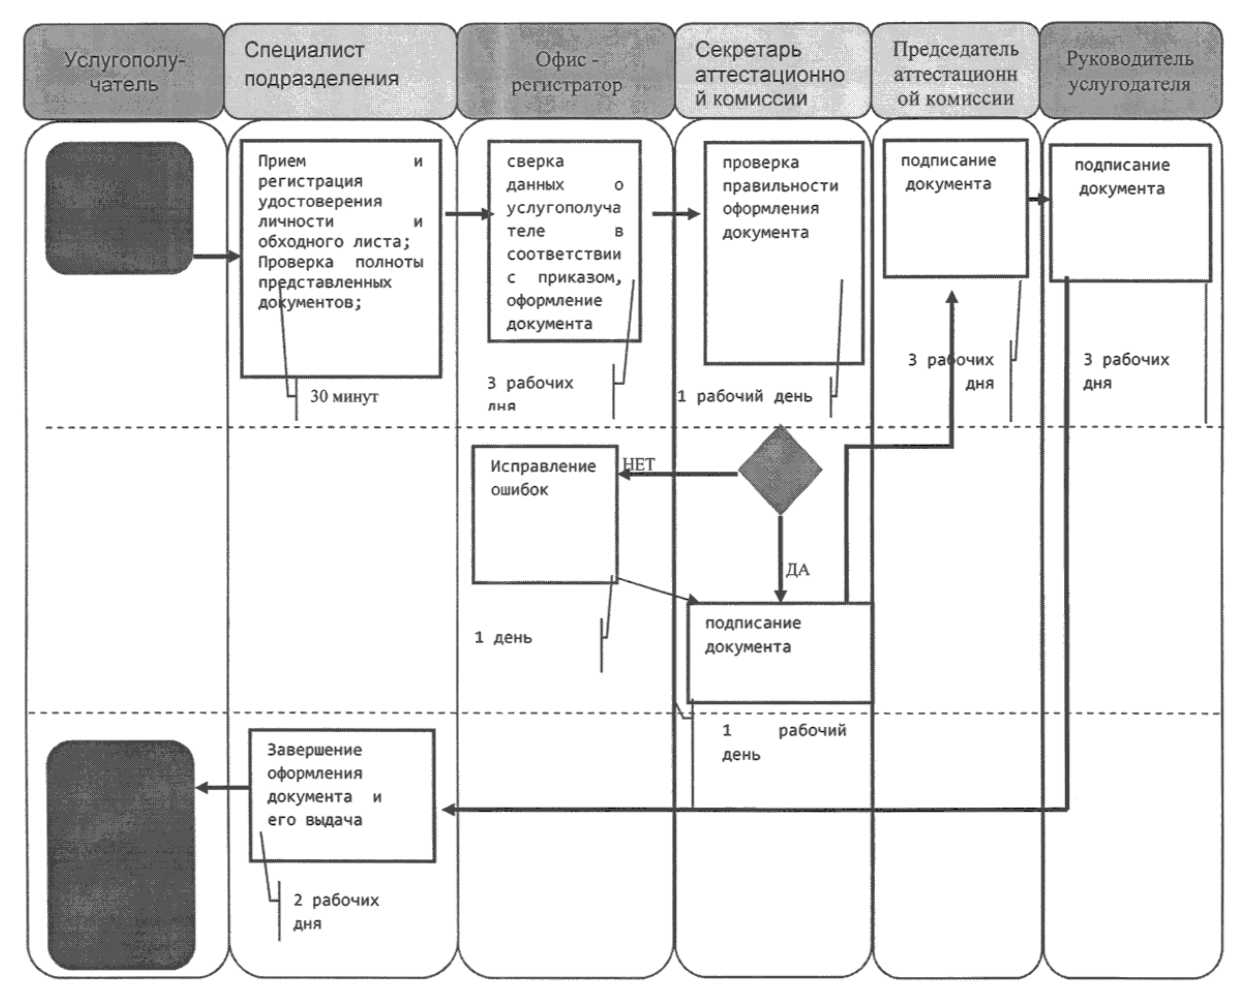 Услугополу-
чатель
Специалист
подразделения
Офис -
регистратор
Секретарь
аттестационно
й комиссии
Председатель
аттестационн
ой комиссии
Руководитель
услугодателя
Прием и
регистрация
удостоверения
личности и
обходного листа;
Проверка полноты
представленных
документов;
30 минут
сверка
данных о
услугополуча
теле в
соответствии
с приказом,
оформление
документа
3 рабочих
дня
проверка
правильности
оформления
документа
1 рабочий день
подписание
документа
3 рабочих
дня
подписание
документа
3 рабочих
дня
Исправление
ошибок
НЕТ
1 день
ДА
подписание
документа
1 рабочий
день
Завершение
оформления
документа и
его выдача
2 рабочих
дня